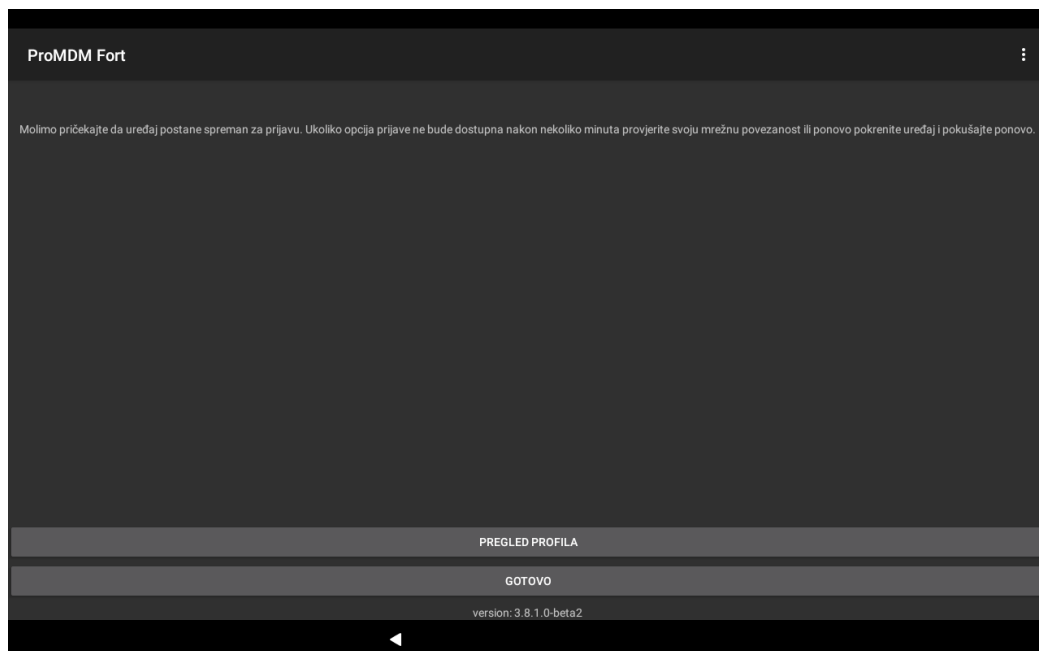 ProMDM Fort
Molimo pričekajte da uređaj postane spreman za prijavu. Ukoliko opcija prijave ne bude dostupna nakon nekoliko minuta provjerite svoju mrežnu povezanost ili ponovo pokrenite uređaj i pokušajte ponovo.
PREGLED PROFILA
GOTOVO
version: 3.8.1.0-beta2